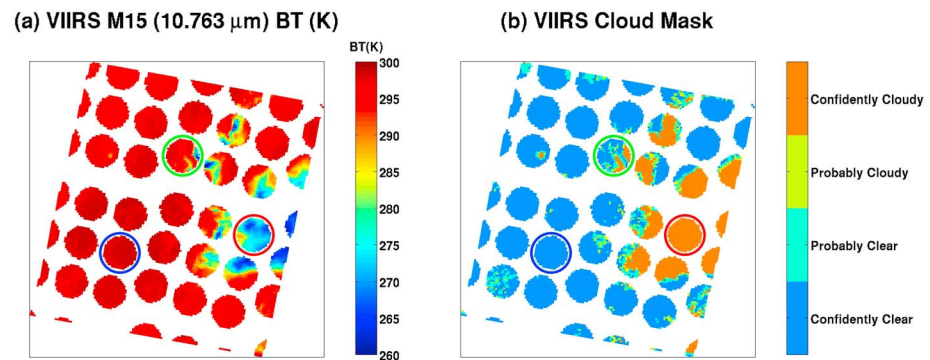 (a) VIIRS M15 (10.763 μm) BT (K)
(b) VIIRS Cloud Mask
BT(K)
300
295
290
285
280
275
270
265
260
Confidently Cloudy
Probably Cloudy
Probably Clear
Confidently Clear